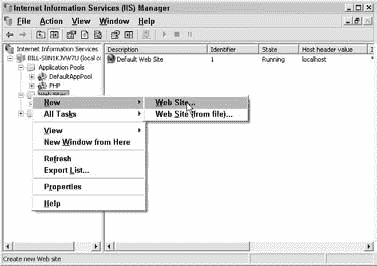 Internet Information Services (IIS) Manager
File Action View Window Help
Internet Information Services
Description Identifier State Host header value
Default Web Site 1 Running localhost
Application Pools
DefaultAppPool
PHP
New
All Tasks
View
New Window from Here
Refresh
Export List...
Properties
Help
Web Site...
Web Site (from file)...
Create new Web site